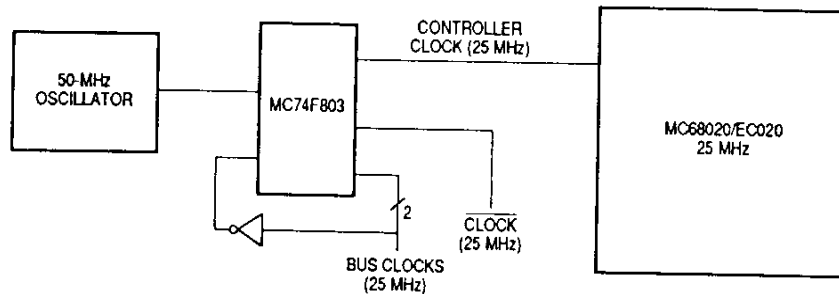 50-MHz
OSCILLATOR
MC74F803
CONTROLLER
CLOCK (25 MHz)
MC68020/EC020
25 MHz
2
CLOCK
(25 MHz)
BUS CLOCKS
(25 MHz)